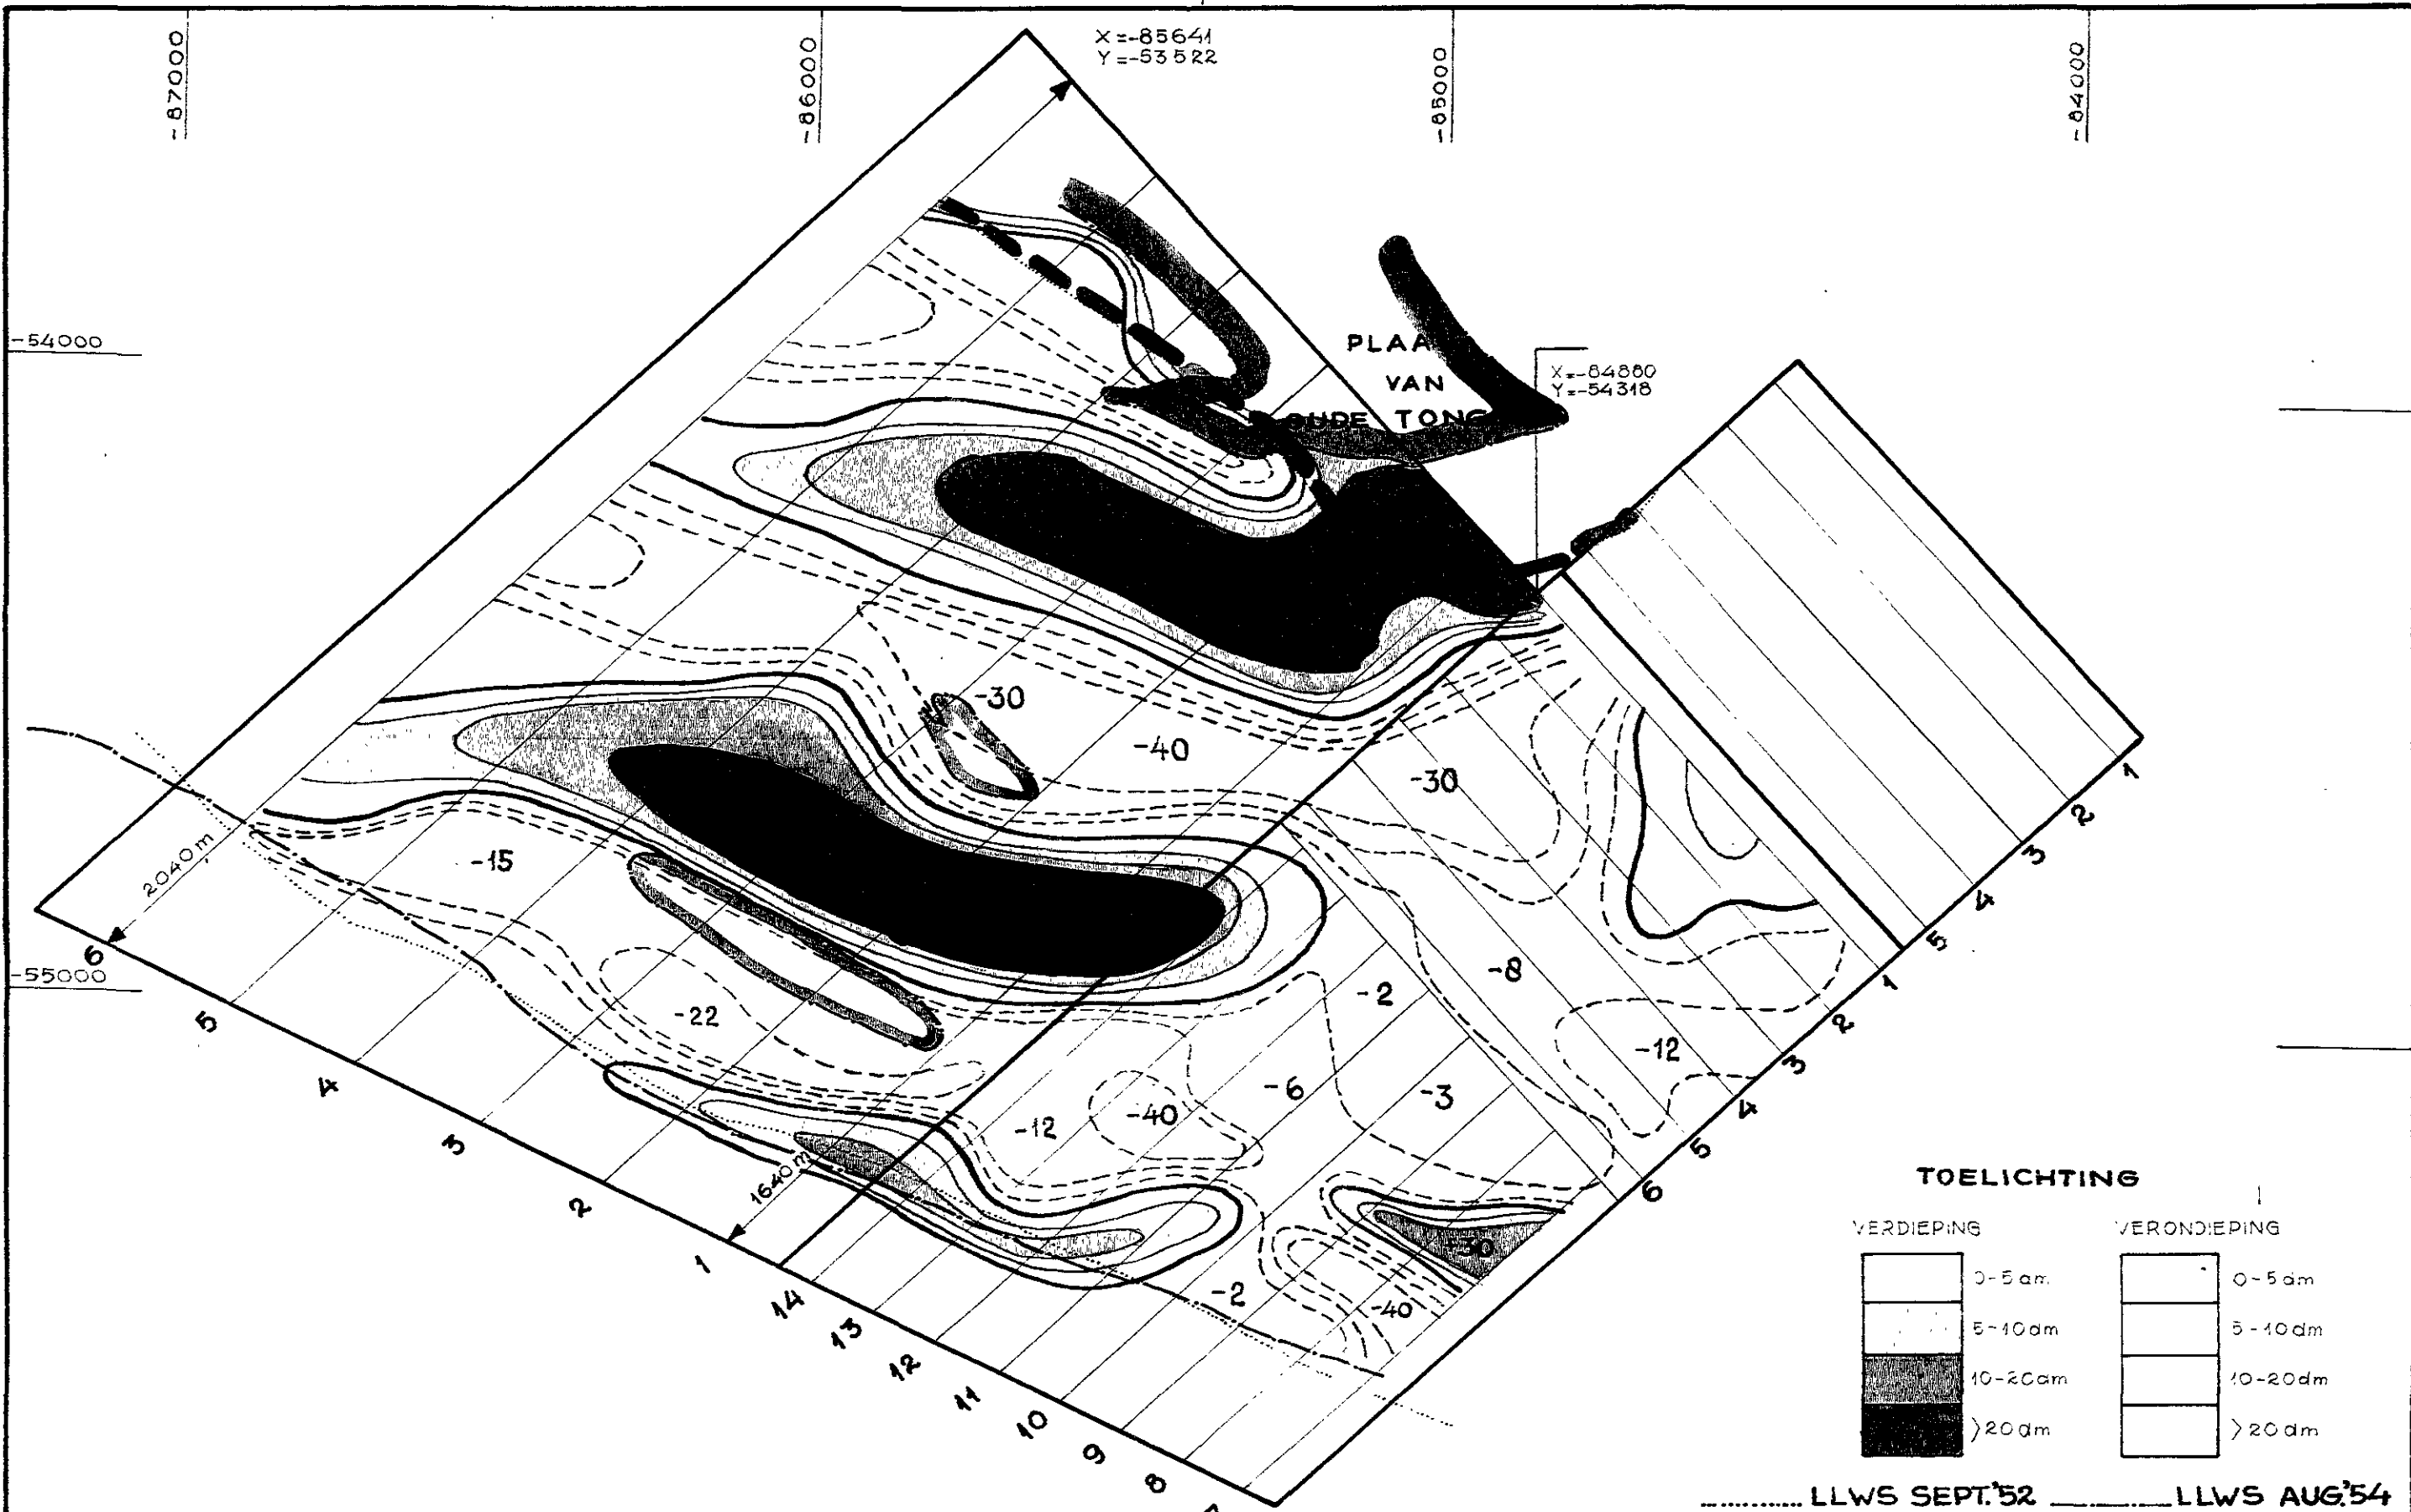 -87000
-86000
X=-85641
Y=-53522
-85000
-84000
-54000
PLAA
VAN
OUDE TONG
X=-84880
Y=-54318
-30
-40
-30
-15
2040 m
6
-55000
5
-22
-2
-8
-12
4
-6
-3
-12
-40
3
1640 m
2
1
14
13
12
11
10
9
8
-2
-40
-30
1
2
3
4
5
1
2
3
4
5
6
TOELICHTING
VERDIEPING
VERONDIEPING
0-5 dm
0-5 dm
5-10 dm
5-10 dm
10-20 dm
10-20 dm
>20 dm
>20 dm
LLWS SEPT.'52
LLWS AUG.'54